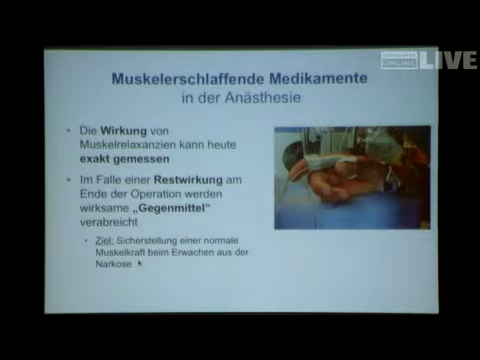 ONLINE LIVE
Muskelerschlaffende Medikamente
in der Anästhesie
• Die Wirkung von
Muskelrelaxanzien kann heute
exakt gemessen
• Im Falle einer Restwirkung am
Ende der Operation werden
wirksame „Gegenmittel“
verabreicht
• Ziel: Sicherstellung einer normale
Muskelkraft beim Erwachen aus der
Narkose